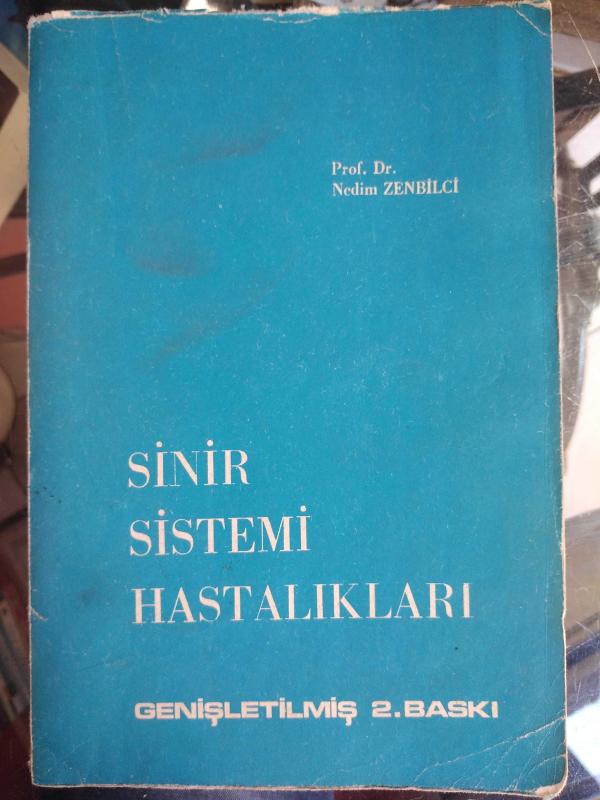 Prof. Dr.
Nedim ZENBİLCİ
SİNİR
SİSTEMİ
HASTALIKLARI
GENİŞLETİLMİŞ 2.BASKI